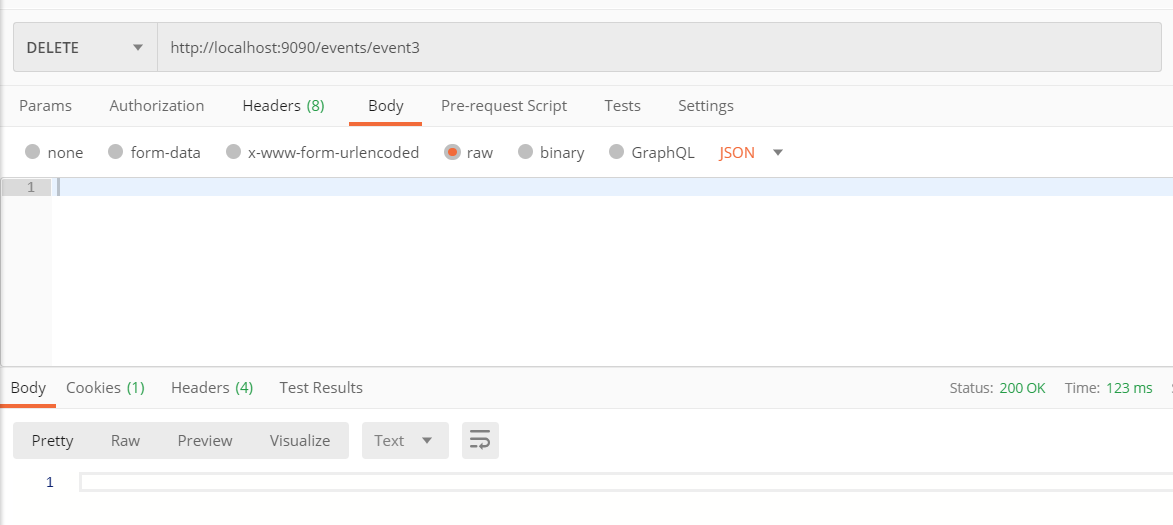 DELETE http://localhost:9090/events/event3
Params Authorization Headers (8) Body Pre-request Script Tests Settings
none form-data x-www-form-urlencoded raw binary GraphQL JSON
1
Body Cookies (1) Headers (4) Test Results Status: 200 OK Time: 123 ms
Pretty Raw Preview Visualize Text
1